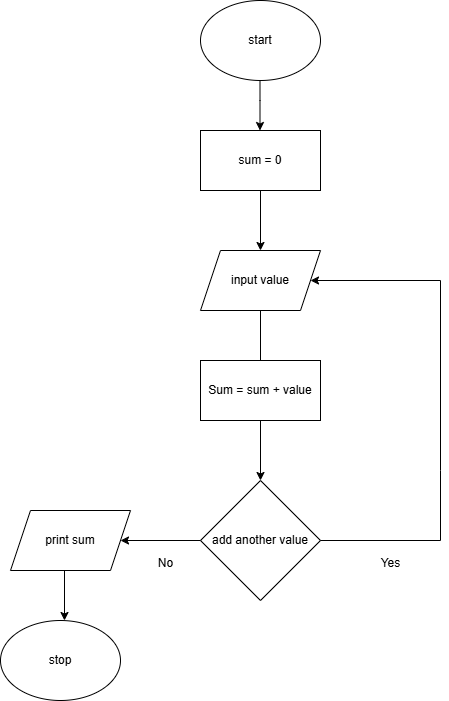 start
sum = 0
input value
Sum = sum + value
add another value
No
Yes
print sum
stop